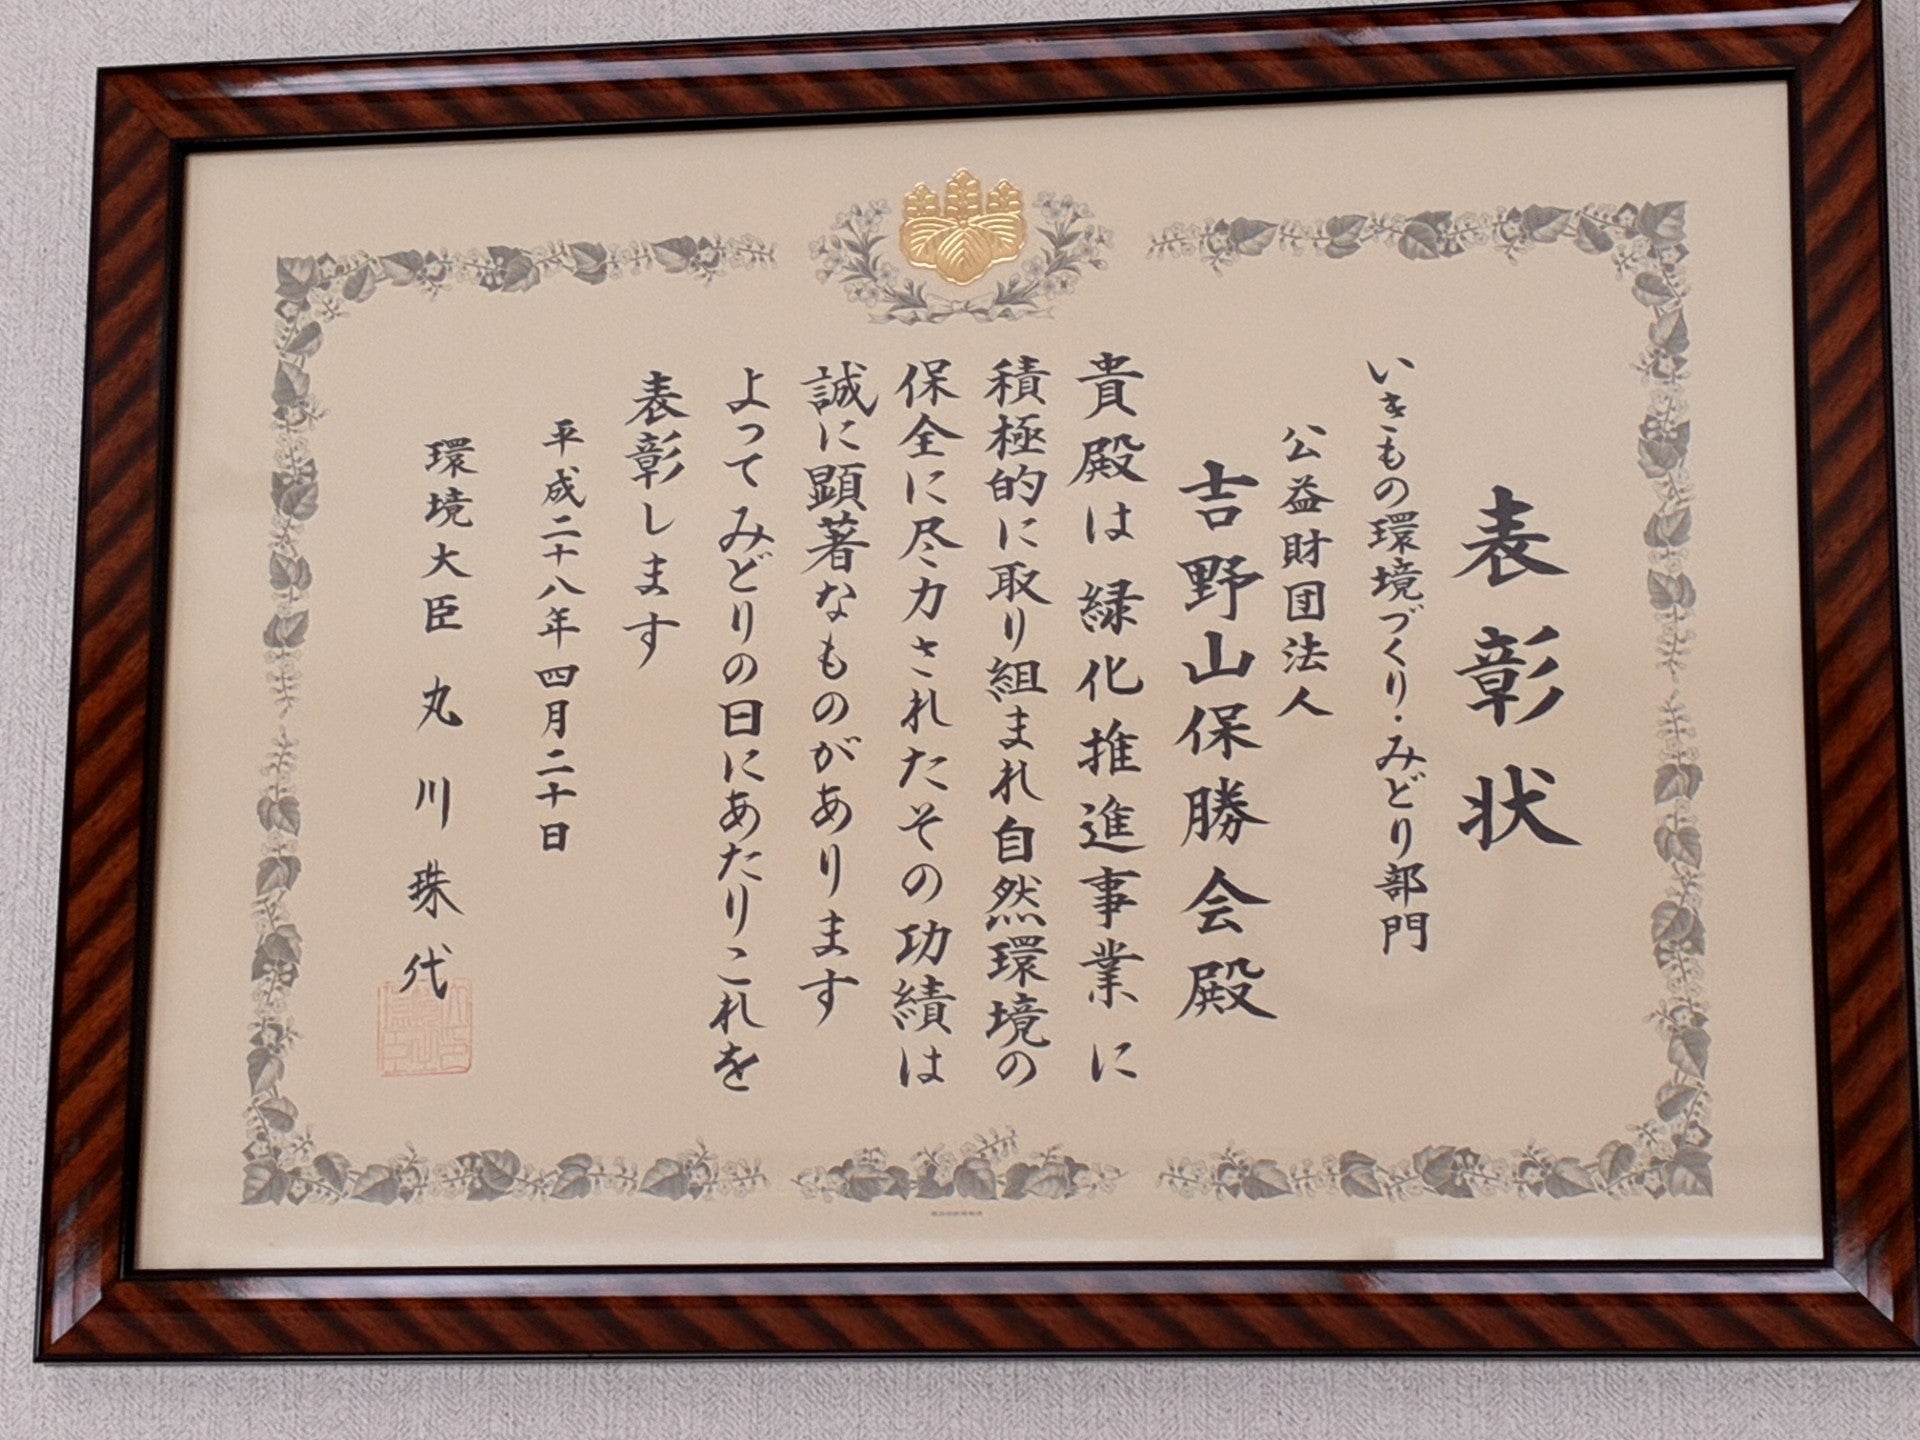 表彰状
いきもの環境づくり・みどり部門
公益財団法人
吉野山保勝会殿
貴殿は緑化推進事業に
積極的に取り組まれ自然環境の
保全に尽力されたその功績は
誠に顕著なものがあります
よってみどりの日にあたりこれを
表彰します
平成二十八年四月二十日
環境大臣 丸川珠代